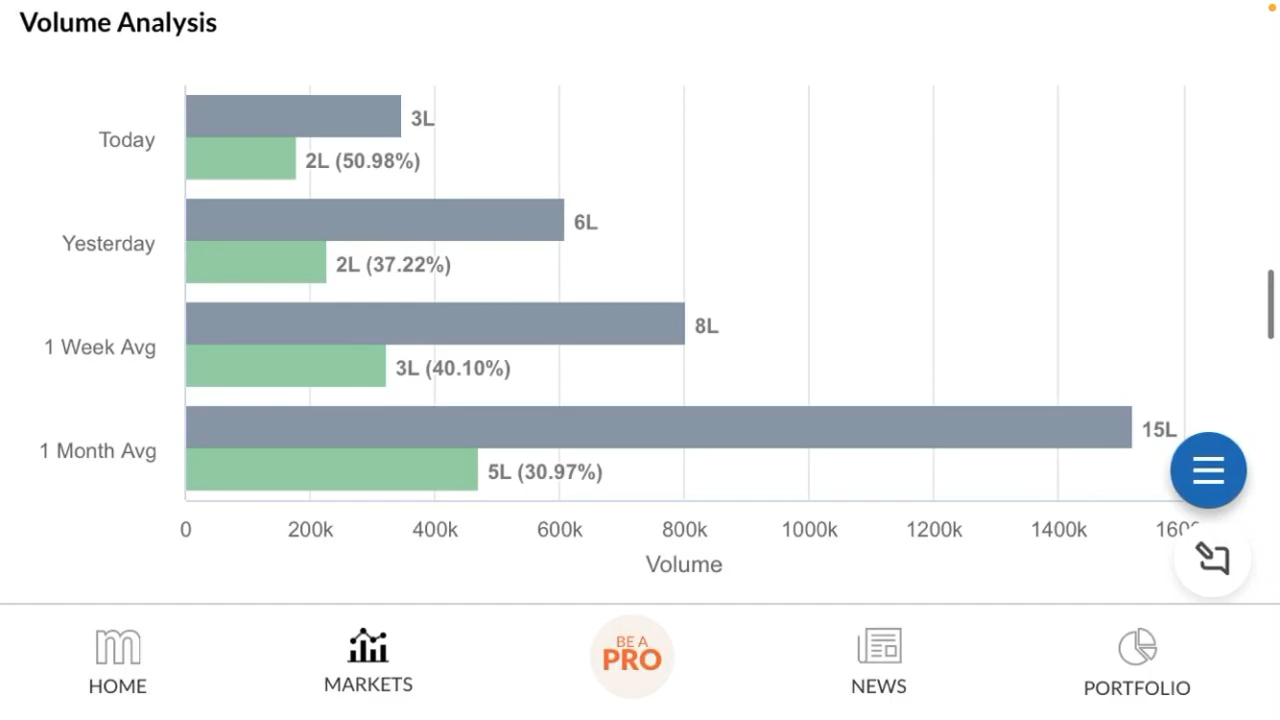 Volume Analysis
Today
3L
2L (50.98%)
Yesterday
6L
2L (37.22%)
1 Week Avg
8L
3L (40.10%)
1 Month Avg
15L
5L (30.97%)
0 200k 400k 600k 800k 1000k 1200k 1400k
Volume
m
HOME
MARKETS
BE A
PRO
NEWS
PORTFOLIO